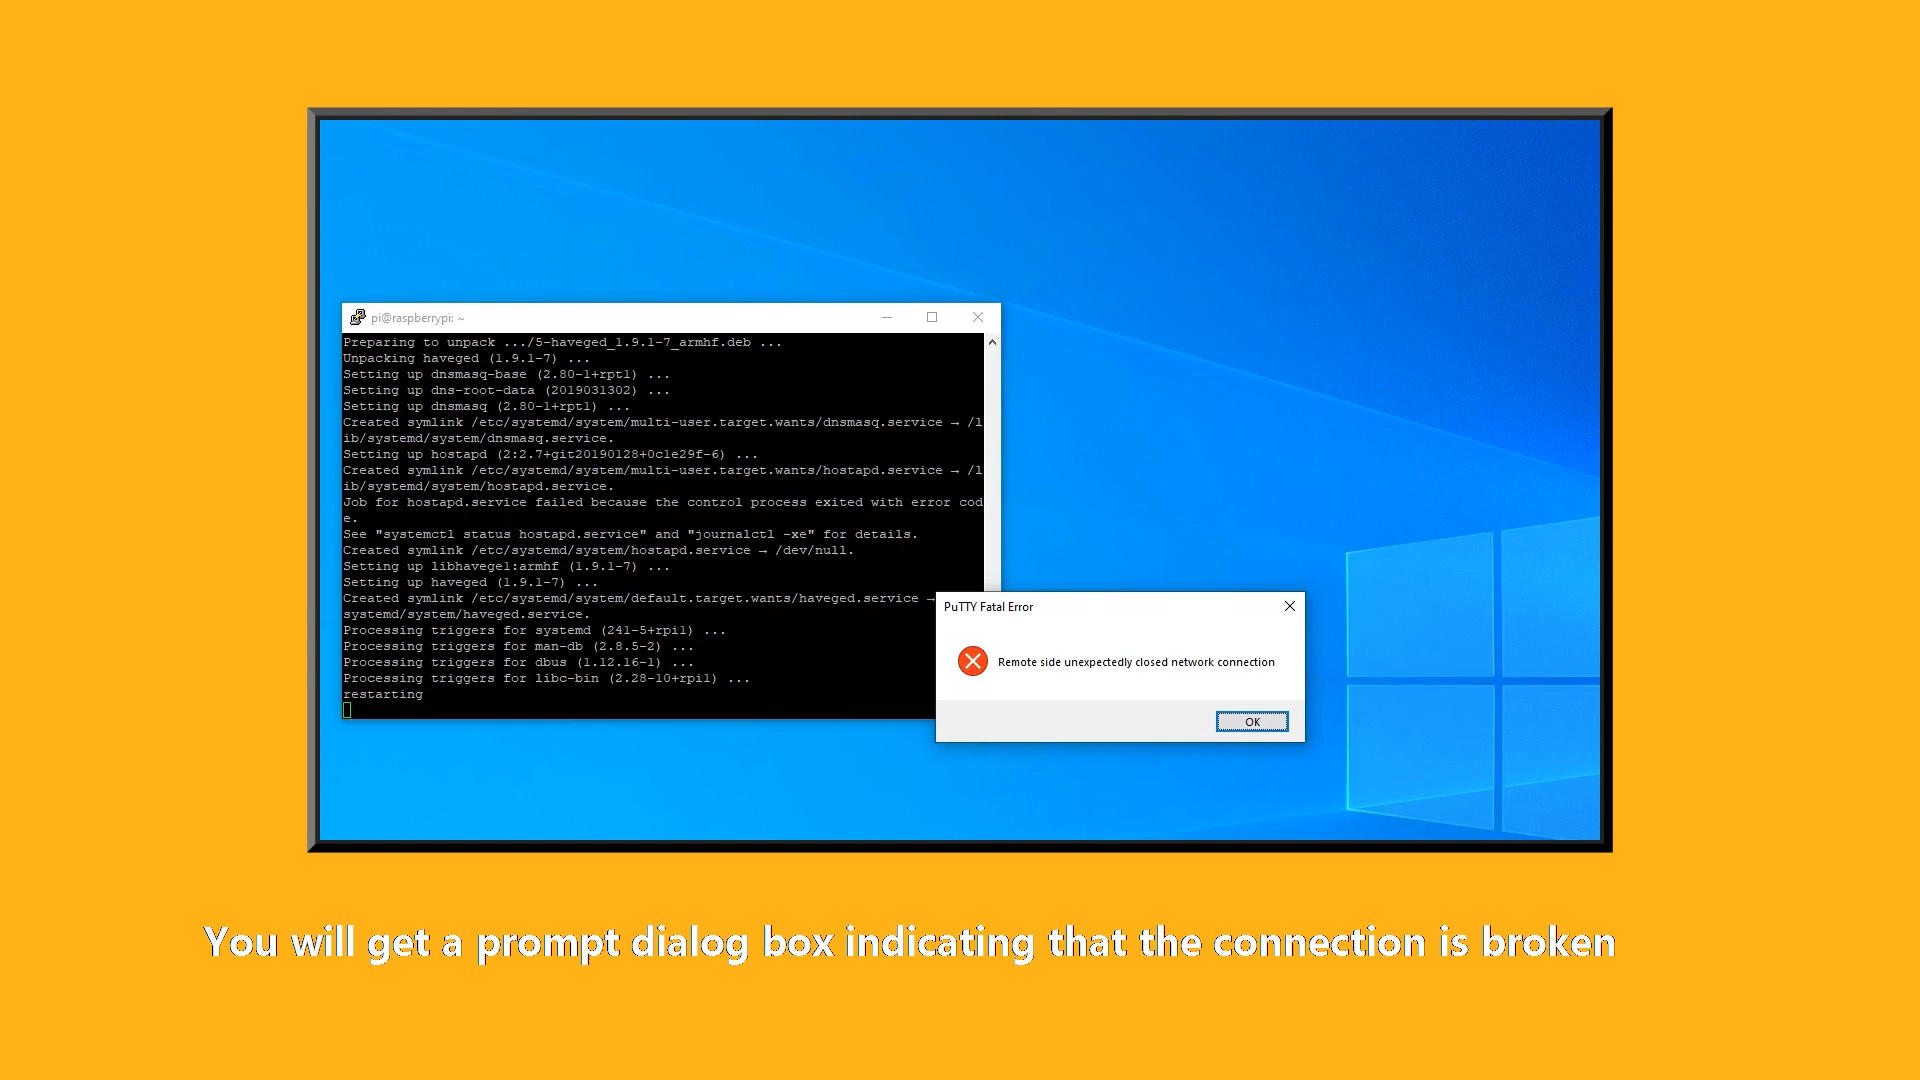 pi@raspberrypi: ~
Preparing to unpack .../5-haveged_1.9.1-7_armhf.deb ...
Unpacking haveged (1.9.1-7) ...
Setting up dnsmasq-base (2.80-1+rpt1) ...
Setting up dns-root-data (2019031302) ...
Setting up dnsmasq (2.80-1+rpt1) ...
Created symlink /etc/systemd/system/multi-user.target.wants/dnsmasq.service → /l
ib/systemd/system/dnsmasq.service.
Setting up hostapd (2:2.7+git20190128+0c1e29f-6) ...
Created symlink /etc/systemd/system/multi-user.target.wants/hostapd.service → /l
ib/systemd/system/hostapd.service.
Job for hostapd.service failed because the control process exited with error cod
e.
See "systemctl status hostapd.service" and "journalctl -xe" for details.
Created symlink /etc/systemd/system/hostapd.service → /dev/null.
Setting up libhavege1:armhf (1.9.1-7) ...
Setting up haveged (1.9.1-7) ...
Created symlink /etc/systemd/system/default.target.wants/haveged.service →
systemd/system/haveged.service.
Processing triggers for systemd (241-5+rpi1) ...
Processing triggers for man-db (2.8.5-2) ...
Processing triggers for dbus (1.12.16-1) ...
Processing triggers for libc-bin (2.28-10+rpi1) ...
restarting
PuTTY Fatal Error
Remote side unexpectedly closed network connection
OK
You will get a prompt dialog box indicating that the connection is broken